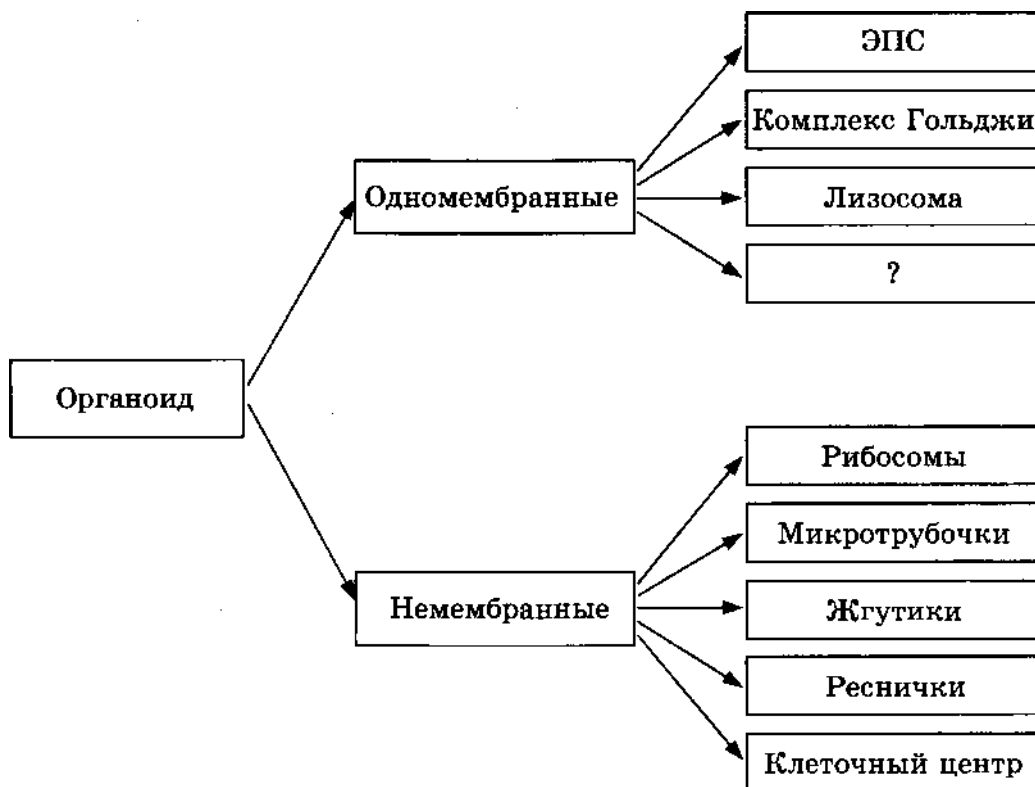 ЭПС
Комплекс Гольджи
Одномембранные
Лизосома
?
Органоид
Рибосомы
Микротрубочки
Немембранные
Жгутики
Реснички
Клеточный центр